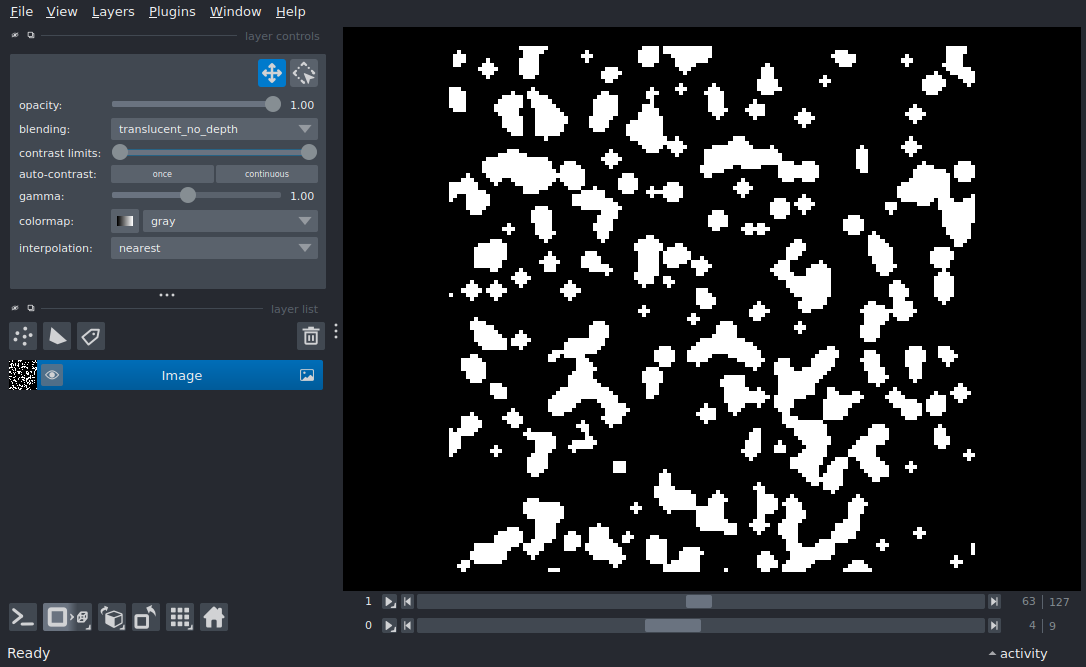 File View Layers Plugins Window Help
layer controls
opacity: 1.00
blending: translucent_no_depth
contrast limits:
auto-contrast: once continuous
gamma: 1.00
colormap: gray
interpolation: nearest
layer list
Image
1 63 | 127
0 4 | 9
Ready activity